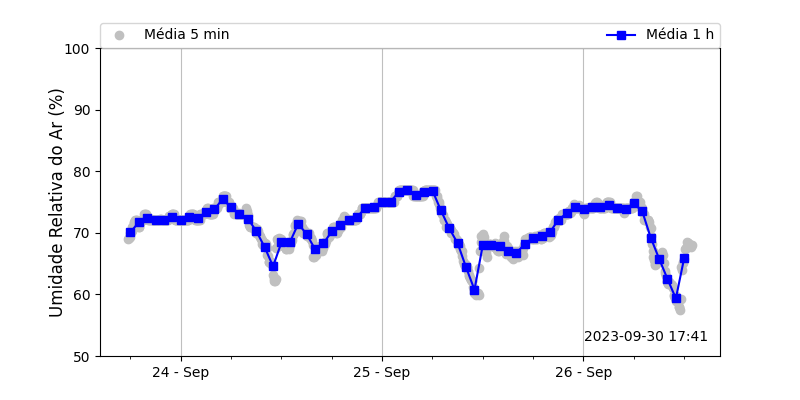 Média 5 min
Média 1 h
Umidade Relativa do Ar (%)
100
90
80
70
60
50
2023-09-30 17:41
24 - Sep
25 - Sep
26 - Sep